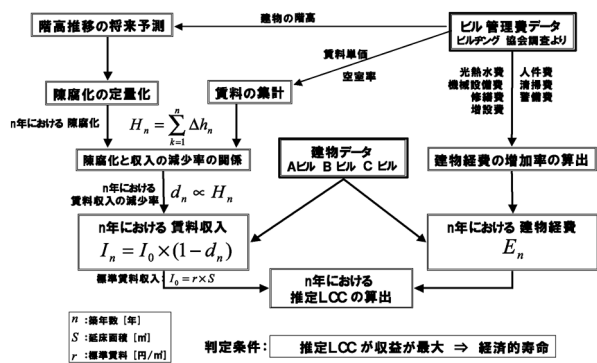 階高推移の将来予測
建物の階高
ビル管理費データ
ビルヂング 協会調査より
賃料単価
空室率
光熱水費
機械設備費
修繕費
増設費
人件費
清掃費
警備費
陳腐化の定量化
賃料の集計
n年における 陳腐化
H_n = \sum_{k=1}^{n} \Delta h_n
建物データ
Aビル Bビル Cビル
陳腐化と収入の減少率の関係
建物経費の増加率の算出
n年における
賃料収入の減少率
d_n ∝ H_n
n年における 賃料収入
I_n = I_0 × (1 − d_n)
n年における 建物経費
E_n
標準賃料収入: I_0 = r × S
n年における
推定LCCの算出
n :築年数 [年]
S :延床面積 [㎡]
r :標準賃料 [円/㎡]
判定条件: 推定LCCが収益が最大 ⇒ 経済的寿命